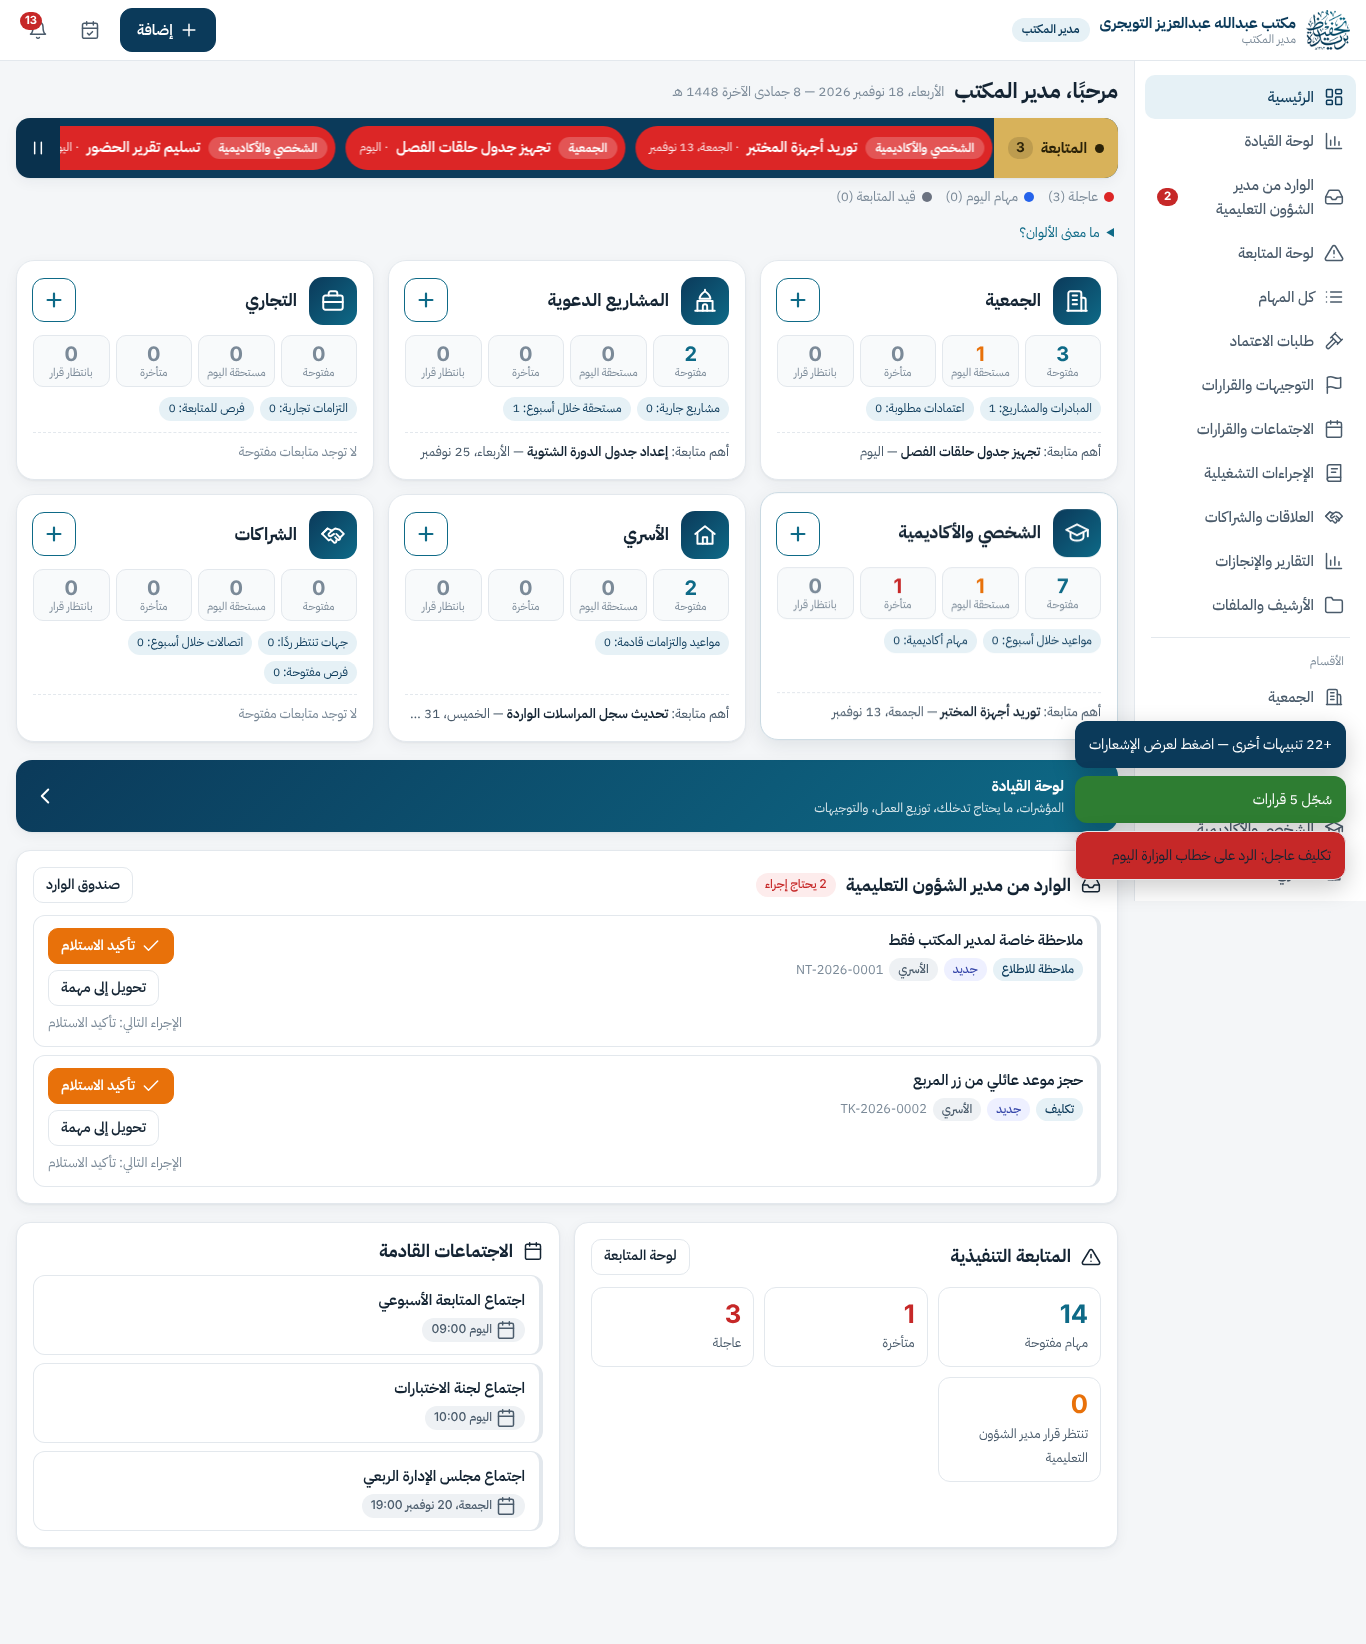 مكتب عبدالله عبدالعزيز التويجري
مدير المكتب
مدير المكتب
إضافة
13
الرئيسية
لوحة القيادة
الوارد من مدير
الشؤون التعليمية
2
لوحة المتابعة
كل المهام
طلبات الاعتماد
التوجيهات والقرارات
الاجتماعات والقرارات
الإجراءات التشغيلية
العلاقات والشراكات
التقارير والإنجازات
الأرشيف والملفات
الأقسام
الجمعية
الشخصي والأكاديمية
+22 تنبيهات أخرى — اضغط لعرض الإشعارات
سُجّل 5 قرارات
تكليف عاجل: الرد على خطاب الوزارة اليوم
مرحبًا، مدير المكتب
الأربعاء، 18 نوفمبر 2026 — 8 جمادى الآخرة 1448 هـ
المتابعة 3
الشخصي والأكاديمية توريد أجهزة المختبر · الجمعة، 13 نوفمبر
الجمعية تجهيز جدول حلقات الفصل · اليوم
الشخصي والأكاديمية تسليم تقرير الحضور ·
عاجلة (3) مهام اليوم (0) قيد المتابعة (0)
ما معنى الألوان؟
الجمعية
3 مفتوحة
1 مستحقة اليوم
0 متأخرة
0 بانتظار قرار
المبادرات والمشاريع: 1
اعتمادات مطلوبة: 0
أهم متابعة: تجهيز جدول حلقات الفصل — اليوم
المشاريع الدعوية
2 مفتوحة
0 مستحقة اليوم
0 متأخرة
0 بانتظار قرار
مشاريع جارية: 0
مستحقة خلال أسبوع: 1
أهم متابعة: إعداد جدول الدورة الشتوية — الأربعاء، 25 نوفمبر
التجاري
0 مفتوحة
0 مستحقة اليوم
0 متأخرة
0 بانتظار قرار
التزامات تجارية: 0
فرص للمتابعة: 0
لا توجد متابعات مفتوحة
الشخصي والأكاديمية
7 مفتوحة
1 مستحقة اليوم
1 متأخرة
0 بانتظار قرار
مواعيد خلال أسبوع: 0
مهام أكاديمية: 0
أهم متابعة: توريد أجهزة المختبر — الجمعة، 13 نوفمبر
الأسري
2 مفتوحة
0 مستحقة اليوم
0 متأخرة
0 بانتظار قرار
مواعيد والتزامات قادمة: 0
أهم متابعة: تحديث سجل المراسلات الواردة — الخميس، 31 ...
الشراكات
0 مفتوحة
0 مستحقة اليوم
0 متأخرة
0 بانتظار قرار
جهات تنتظر ردًا: 0
اتصالات خلال أسبوع: 0
فرص مفتوحة: 0
لا توجد متابعات مفتوحة
لوحة القيادة
المؤشرات، ما يحتاج تدخلك، توزيع العمل، والتوجيهات
الوارد من مدير الشؤون التعليمية
2 يحتاج إجراء
صندوق الوارد
ملاحظة خاصة لمدير المكتب فقط
ملاحظة للاطلاع جديد الأسري NT-2026-0001
تأكيد الاستلام
تحويل إلى مهمة
الإجراء التالي: تأكيد الاستلام
حجز موعد عائلي من زر المربع
تكليف جديد الأسري TK-2026-0002
تأكيد الاستلام
تحويل إلى مهمة
الإجراء التالي: تأكيد الاستلام
المتابعة التنفيذية
لوحة المتابعة
14
مهام مفتوحة
1
متأخرة
3
عاجلة
0
تنتظر قرار مدير الشؤون
التعليمية
الاجتماعات القادمة
اجتماع المتابعة الأسبوعي
اليوم 09:00
اجتماع لجنة الاختبارات
اليوم 10:00
اجتماع مجلس الإدارة الربعي
الجمعة، 20 نوفمبر 19:00